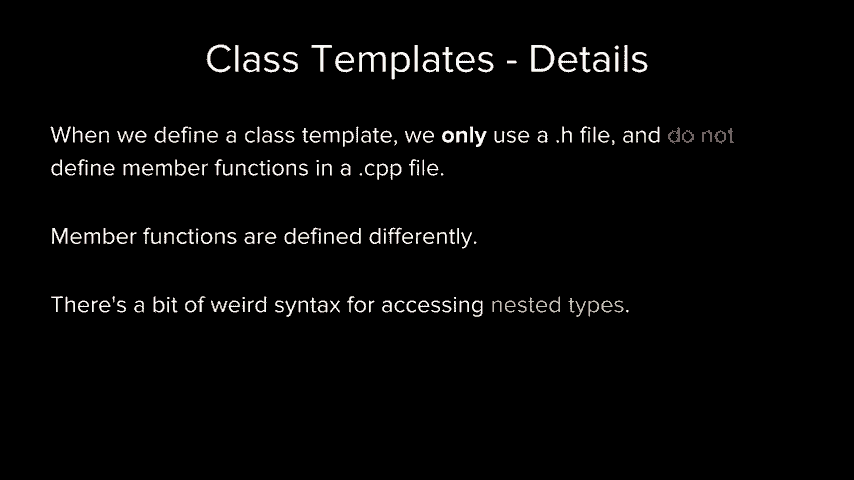 Class Templates - Details
When we define a class template, we only use a .h file, and do not
define member functions in a .cpp file.
Member functions are defined differently.
There's a bit of weird syntax for accessing nested types.